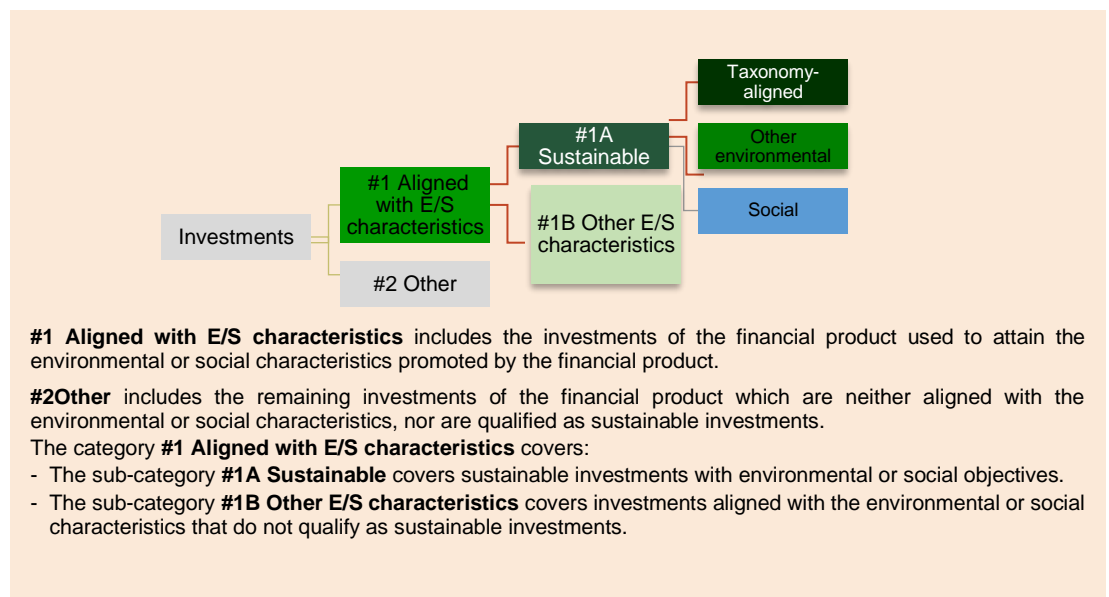 Taxonomy-
aligned
#1A
Sustainable
Other
environmental
#1 Aligned
with E/S
characteristics
Social
#1B Other E/S
characteristics
Investments
#2 Other
#1 Aligned with E/S characteristics includes the investments of the financial product used to attain the
environmental or social characteristics promoted by the financial product.
#2Other includes the remaining investments of the financial product which are neither aligned with the
environmental or social characteristics, nor are qualified as sustainable investments.
The category #1 Aligned with E/S characteristics covers:
- The sub-category #1A Sustainable covers sustainable investments with environmental or social objectives.
- The sub-category #1B Other E/S characteristics covers investments aligned with the environmental or social
characteristics that do not qualify as sustainable investments.